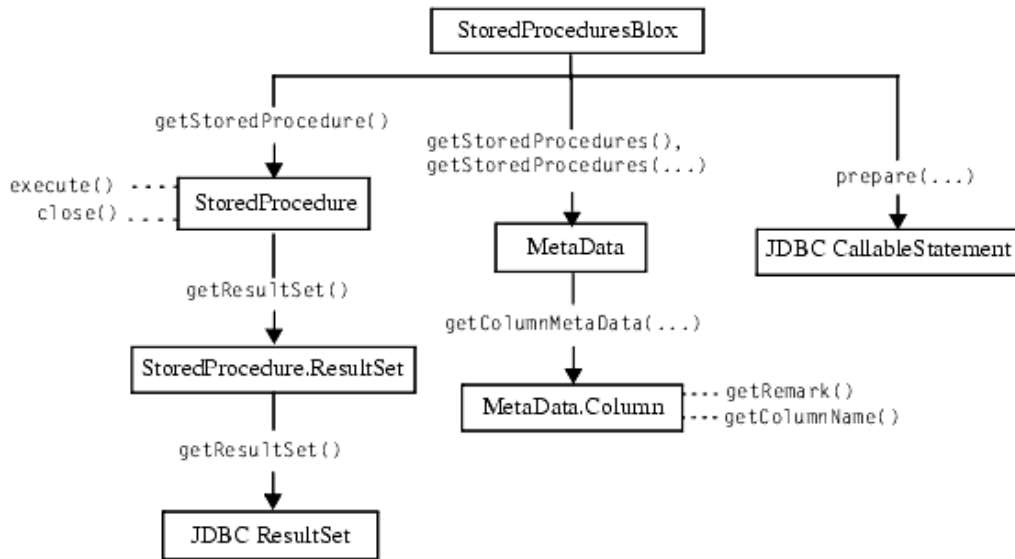 StoredProceduresBlox
getStoredProcedure()
getStoredProcedures(),
getStoredProcedures(...)
prepare(...)
execute()
close()
StoredProcedure
MetaData
JDBC CallableStatement
getResultSet()
getColumnMetaData(...)
StoredProcedure.ResultSet
MetaData.Column
getRemark()
getColumnName()
getResultSet()
JDBC ResultSet